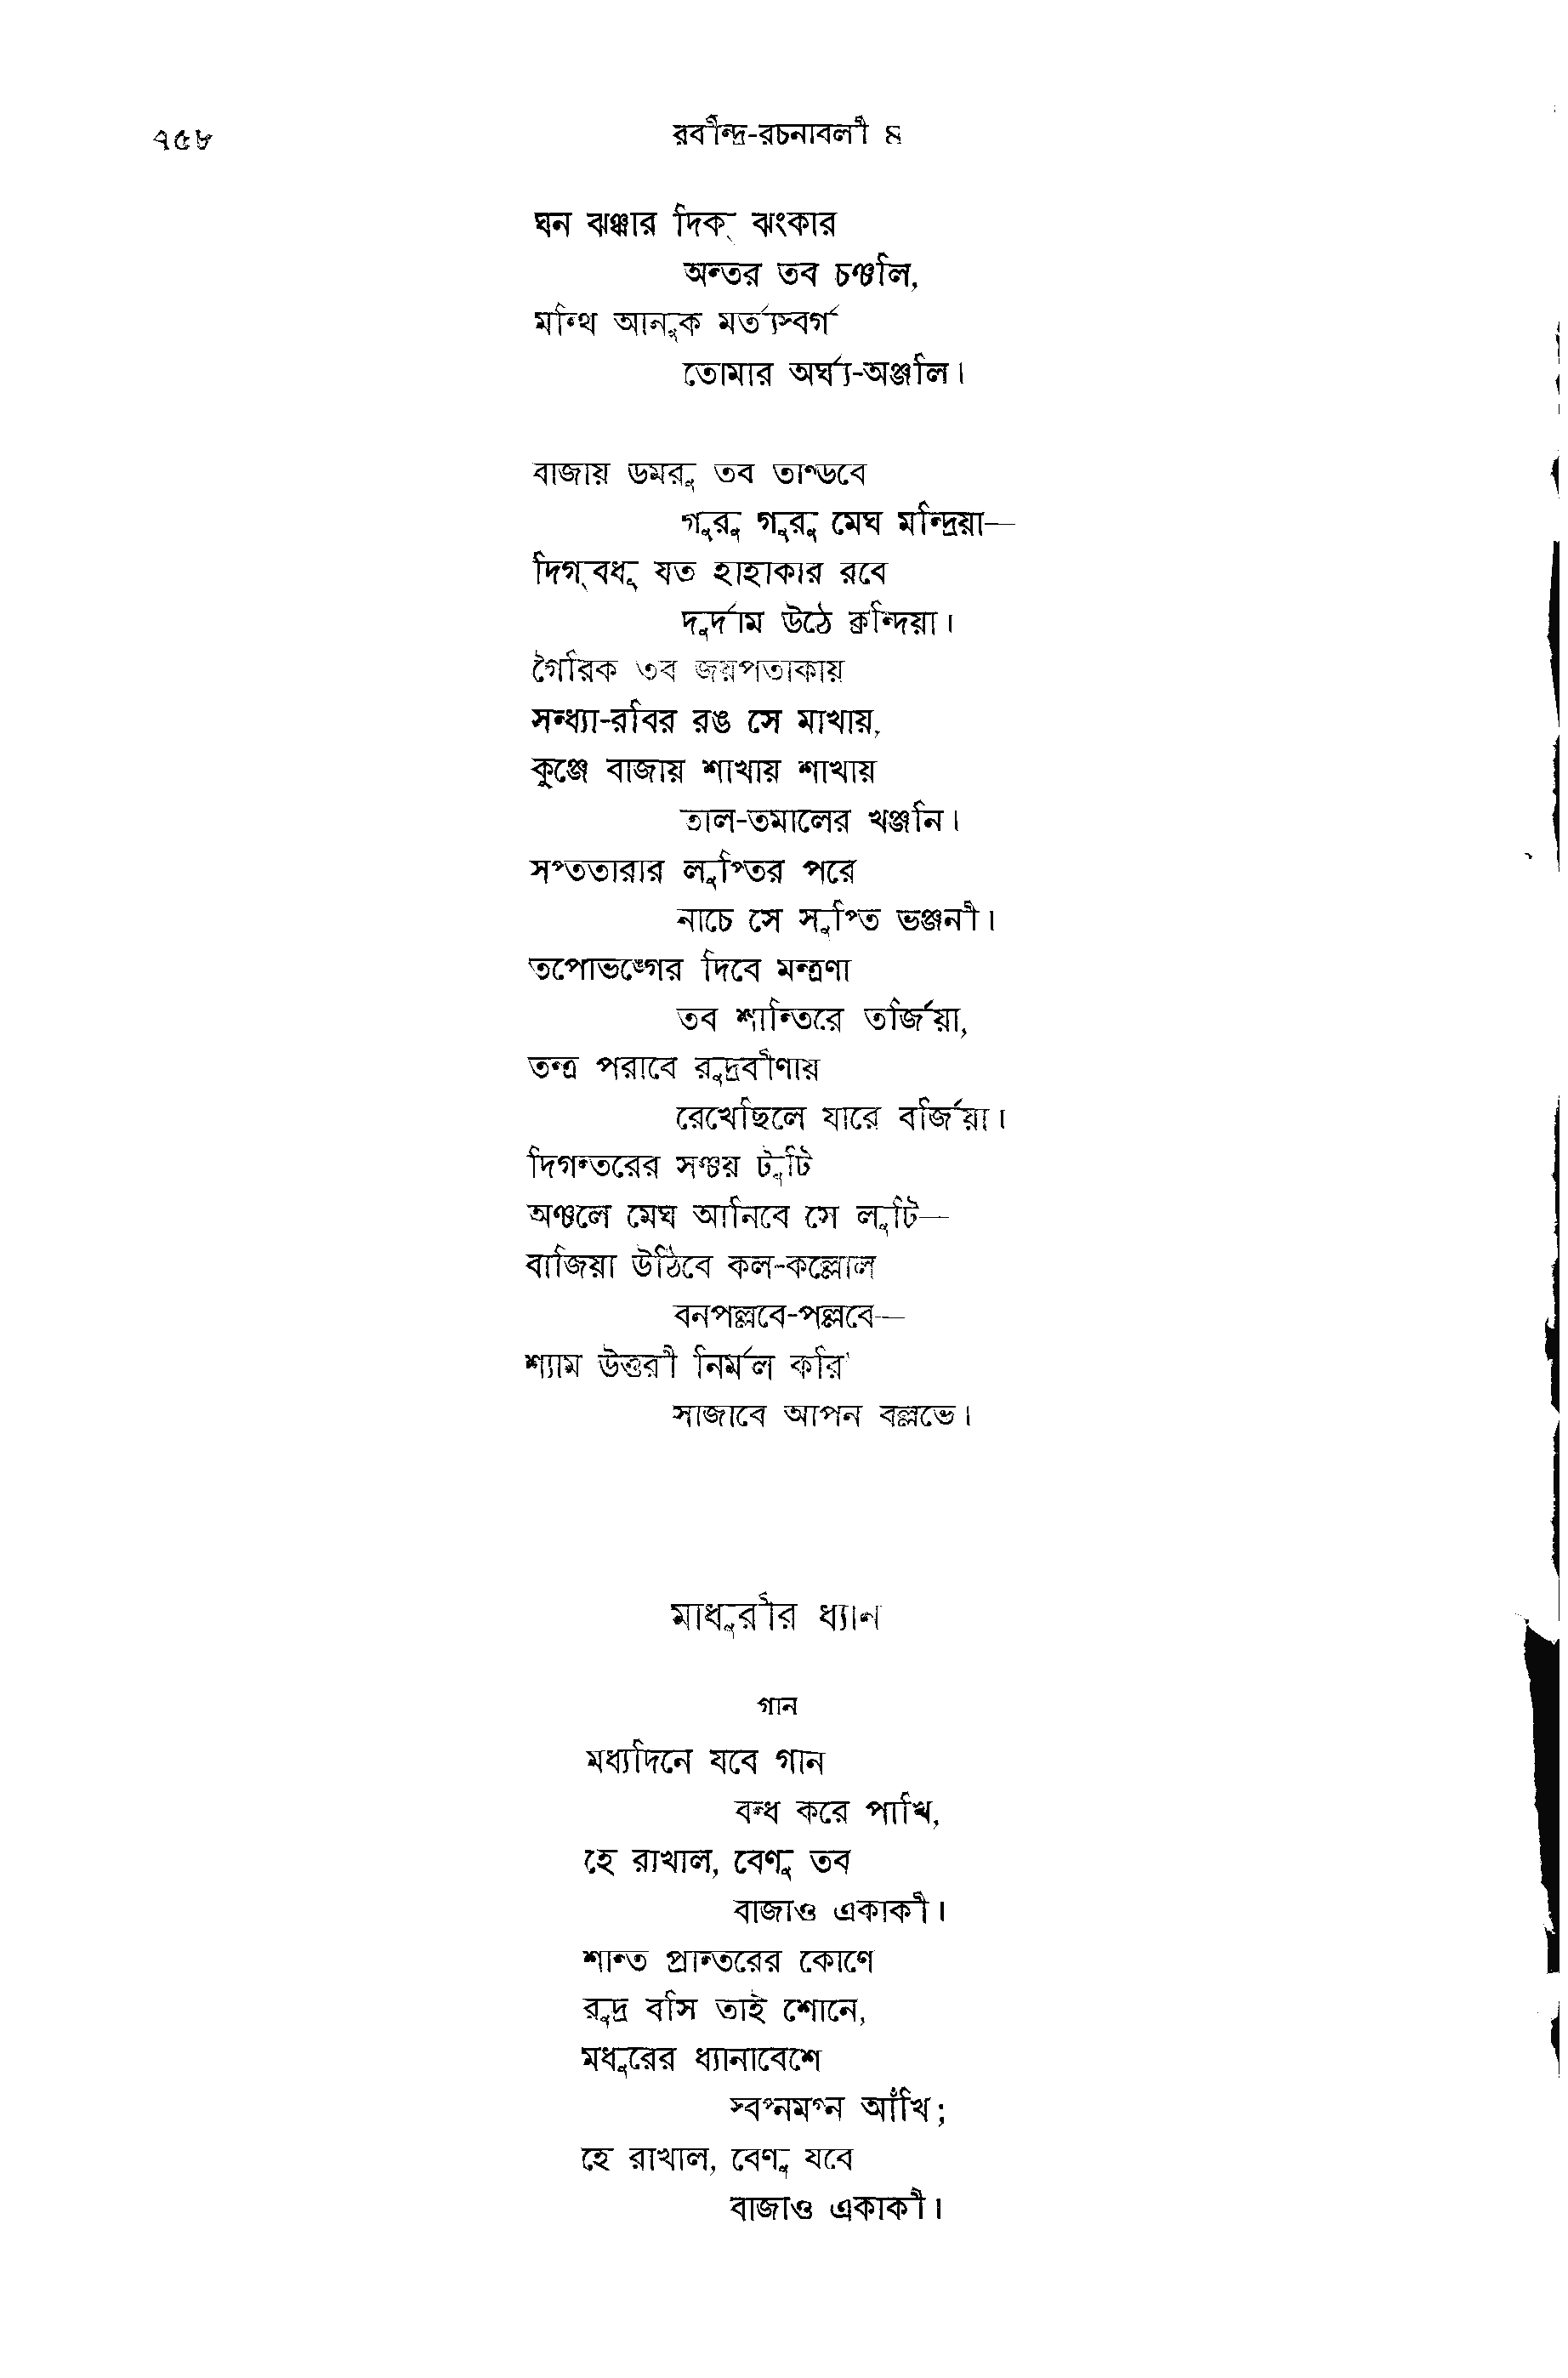 ৭৫৮ রবীন্দ্র-রচনাবলী ৪
ঘন ঝঞ্ঝার দিক্ ঝংকার
অন্তর তব চঞ্চলি,
মন্থি আনুক মর্ত্যস্বর্গ
তোমার অর্ঘ্য-অঞ্জলি।
বাজায় ডমরু তব তাণ্ডবে
গুরু গুরু মেঘ মন্দ্রিয়া—
দিগ্‌বধূ যত হাহাকার রবে
দুর্দাম উঠে ক্রন্দিয়া।
গৈরিক তব জয়পতাকায়
সন্ধ্যা-রবির রঙ সে মাখায়,
কুঞ্জে বাজায় শাখায় শাখায়
তাল-তমালের খঞ্জনি।
সপ্ততারার লুপ্তির পরে
নাচে সে সুপ্তি ভঞ্জনী।
তপোভঙ্গের দিবে মন্ত্রণা
তব শান্তিরে তর্জিয়া,
তন্ত্র পরাবে রুদ্রবীণায়
রেখেছিলে যারে বর্জিয়া।
দিগন্তরের সঞ্চয় টুটি
অঞ্চলে মেঘ আনিবে সে লুটি—
বাজিয়া উঠিবে কল-কল্লোল
বনপল্লবে-পল্লবে—
শ্যাম উত্তরী নির্মল করি'
সাজাবে আপন বল্লভে।
মাধুরীর ধ্যান
গান
মধ্যদিনে যবে গান
বন্ধ করে পাখি,
হে রাখাল, বেণু তব
বাজাও একাকী।
শান্ত প্রান্তরের কোণে
রুদ্র বসি তাই শোনে,
মধুরের ধ্যানাবেশে
স্বপ্নমগ্ন আঁখি;
হে রাখাল, বেণু যবে
বাজাও একাকী।